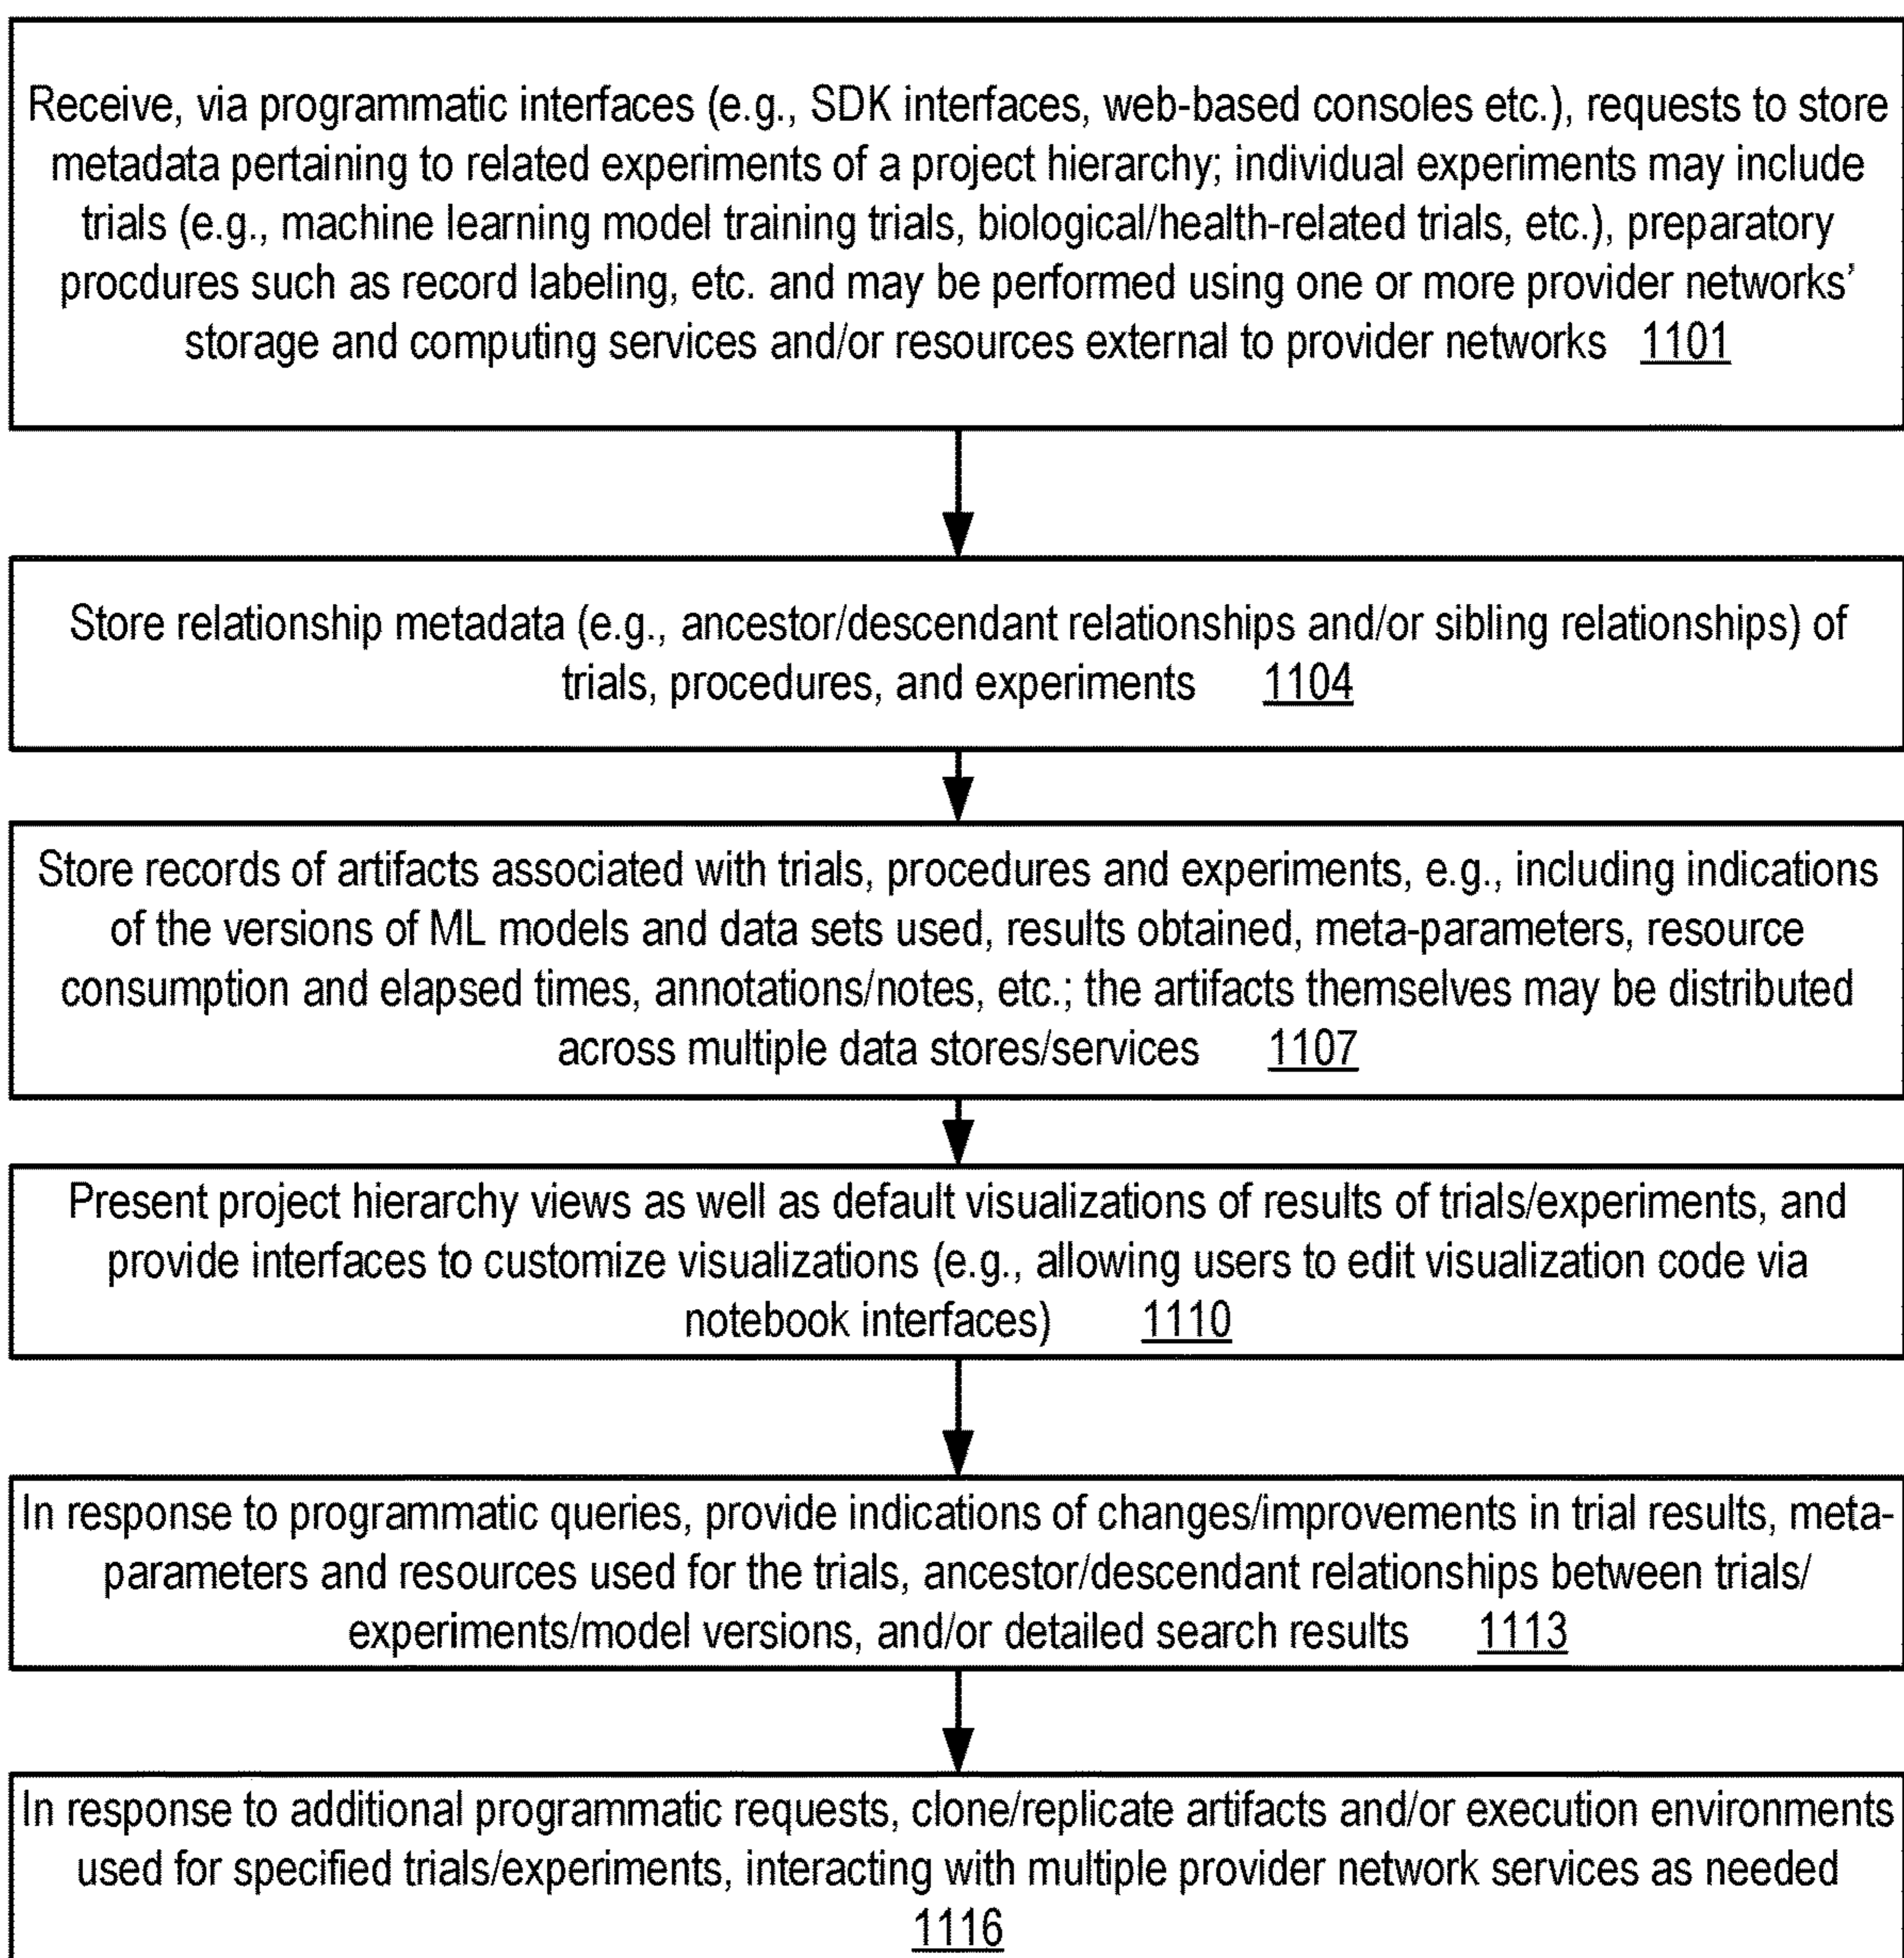 Receive, via programmatic interfaces (e.g., SDK interfaces, web-based consoles etc.), requests to store
metadata pertaining to related experiments of a project hierarchy; individual experiments may include
trials (e.g., machine learning model training trials, biological/health-related trials, etc.), preparatory
procdures such as record labeling, etc. and may be performed using one or more provider networks’
storage and computing services and/or resources external to provider networks 1101
Store relationship metadata (e.g., ancestor/descendant relationships and/or sibling relationships) of
trials, procedures, and experiments 1104
Store records of artifacts associated with trials, procedures and experiments, e.g., including indications
of the versions of ML models and data sets used, results obtained, meta-parameters, resource
consumption and elapsed times, annotations/notes, etc.; the artifacts themselves may be distributed
across multiple data stores/services 1107
Present project hierarchy views as well as default visualizations of results of trials/experiments, and
provide interfaces to customize visualizations (e.g., allowing users to edit visualization code via
notebook interfaces) 1110
In response to programmatic queries, provide indications of changes/improvements in trial results, meta-
parameters and resources used for the trials, ancestor/descendant relationships between trials/
experiments/model versions, and/or detailed search results 1113
In response to additional programmatic requests, clone/replicate artifacts and/or execution environments
used for specified trials/experiments, interacting with multiple provider network services as needed
1116